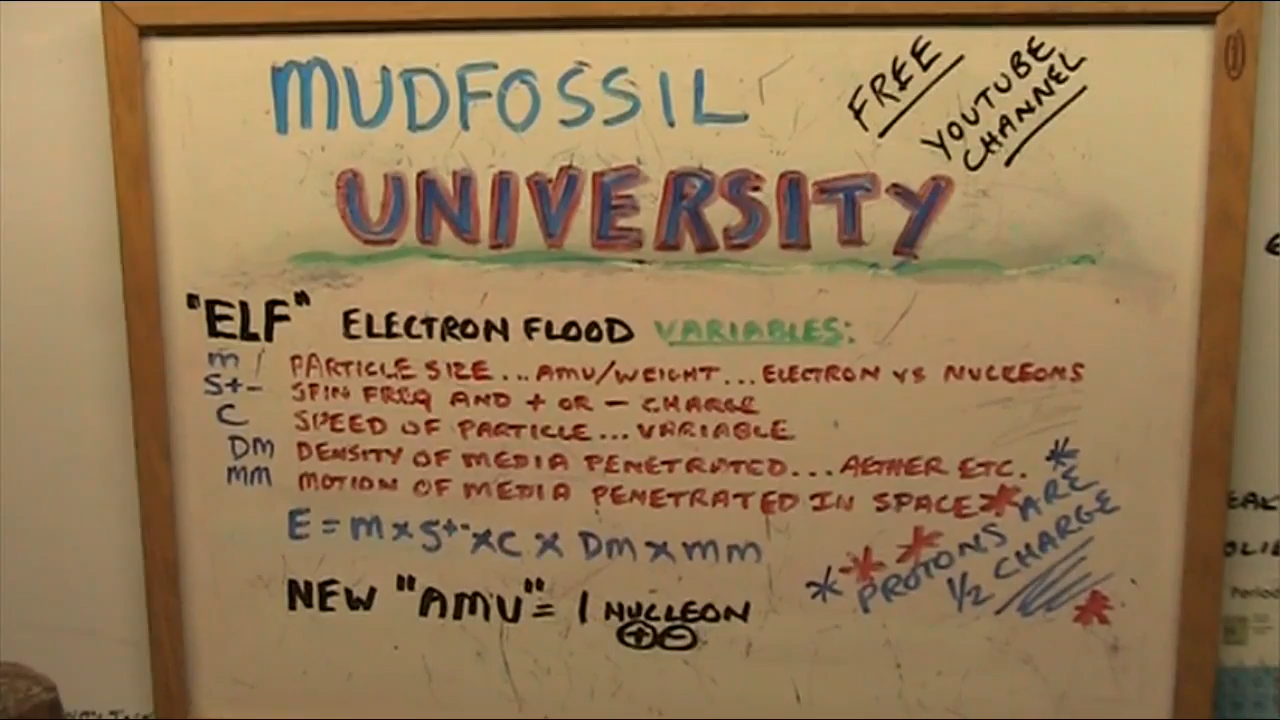 MUDFOSSIL
UNIVERSITY
FREE
YOUTUBE
CHANNEL
①
"ELF" ELECTRON FLOOD VARIABLES:
m PARTICLE SIZE... AMU/WEIGHT... ELECTRON VS NUCLEONS
S+- SPIN FREQ AND + OR - CHARGE
C SPEED OF PARTICLE... VARIABLE
Dm DENSITY OF MEDIA PENETRATED... AETHER ETC.
mm MOTION OF MEDIA PENETRATED IN SPACE*
E = m x S+- x C x Dm x mm
* PROTONS ARE *
1/2 CHARGE
NEW "AMU" = 1 NUCLEON
+ -
Period